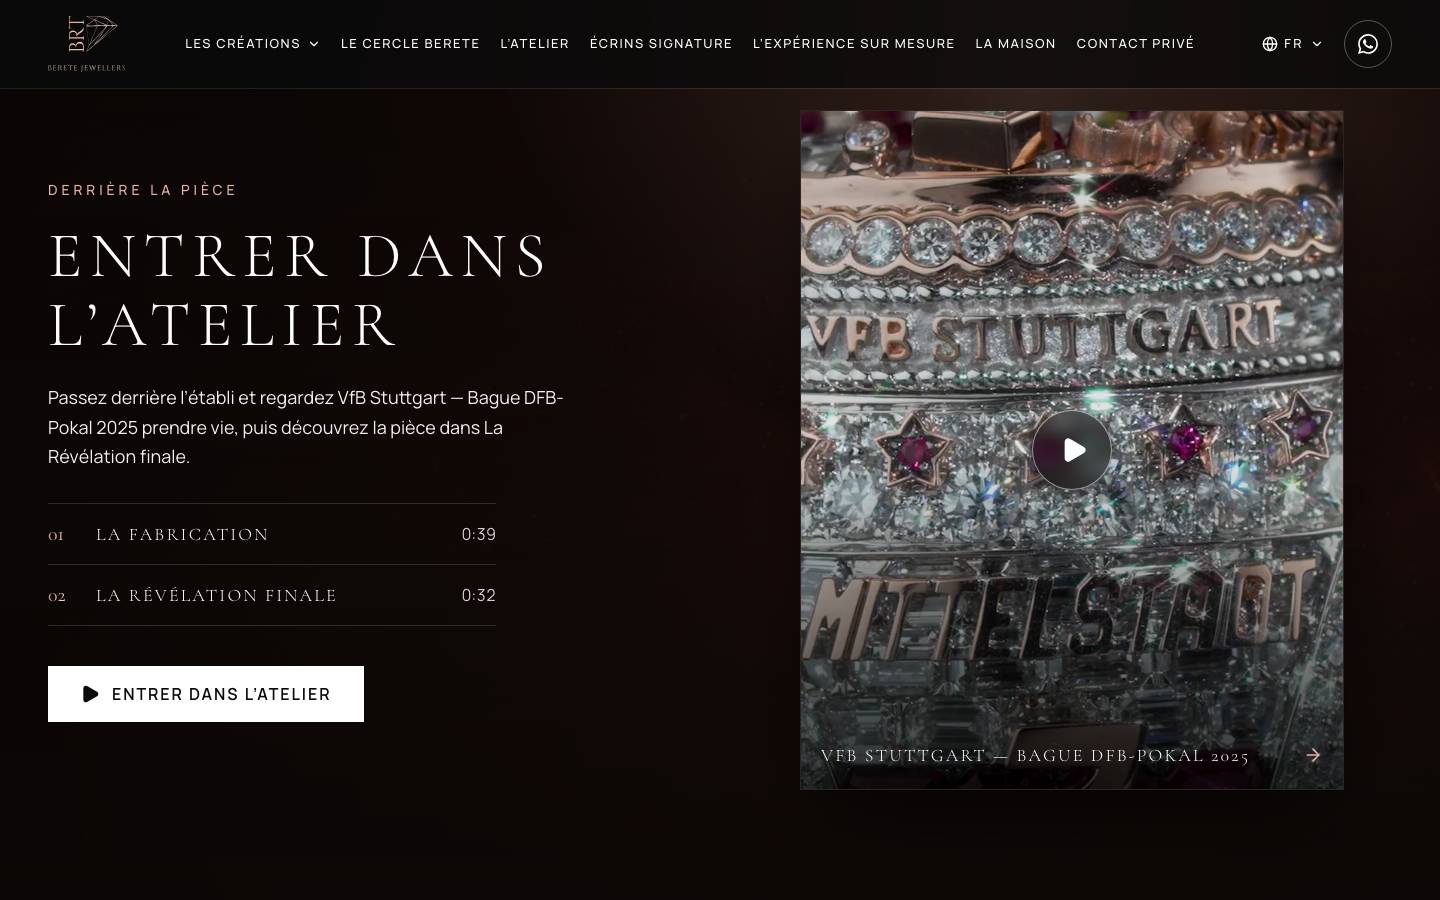 BRT
BERETE JEWELLERS
LES CRÉATIONS
LE CERCLE BERETE
L'ATELIER
ÉCRINS SIGNATURE
L'EXPÉRIENCE SUR MESURE
LA MAISON
CONTACT PRIVÉ
FR
DERRIÈRE LA PIÈCE
ENTRER DANS
L’ATELIER
Passez derrière l’établi et regardez VfB Stuttgart — Bague DFB-
Pokal 2025 prendre vie, puis découvrez la pièce dans La
Révélation finale.
01 LA FABRICATION 0:39
02 LA RÉVÉLATION FINALE 0:32
ENTRER DANS L’ATELIER
VFB STUTTGART
MITTELSTADT
VFB STUTTGART — BAGUE DFB-POKAL 2025